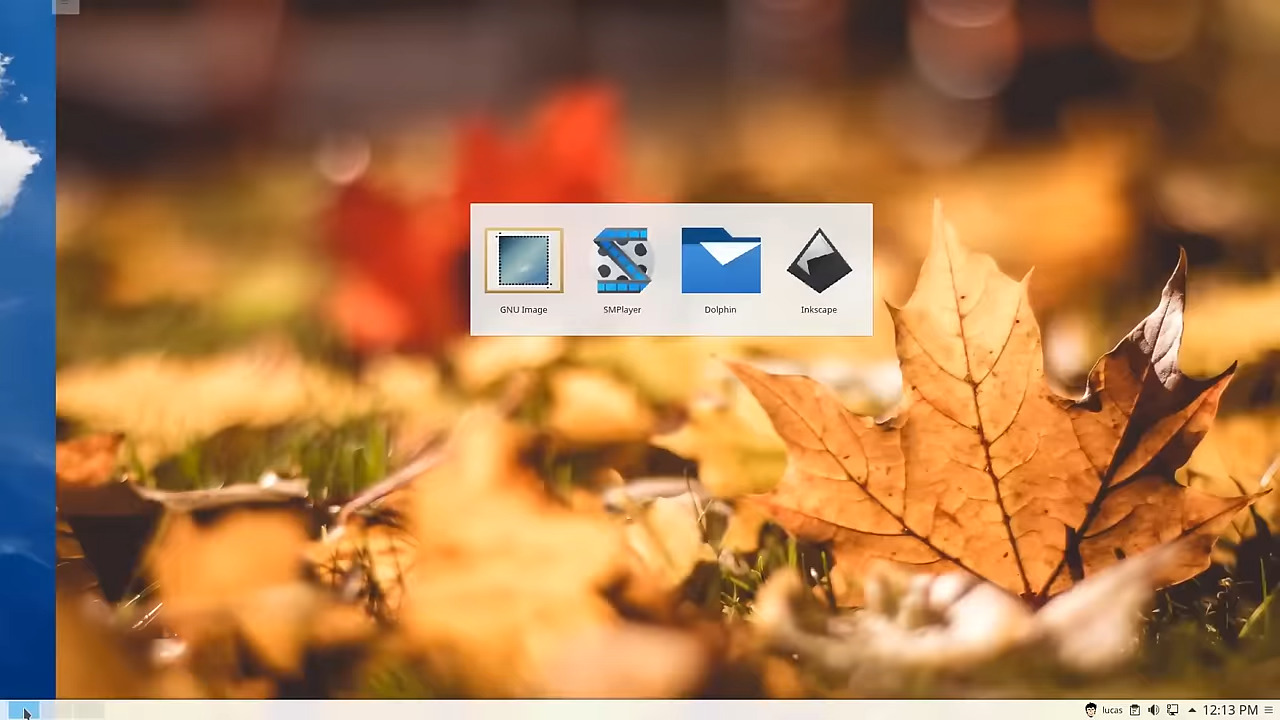 GNU Image
SMPlayer
Dolphin
Inkscape
lucas
12:13 PM